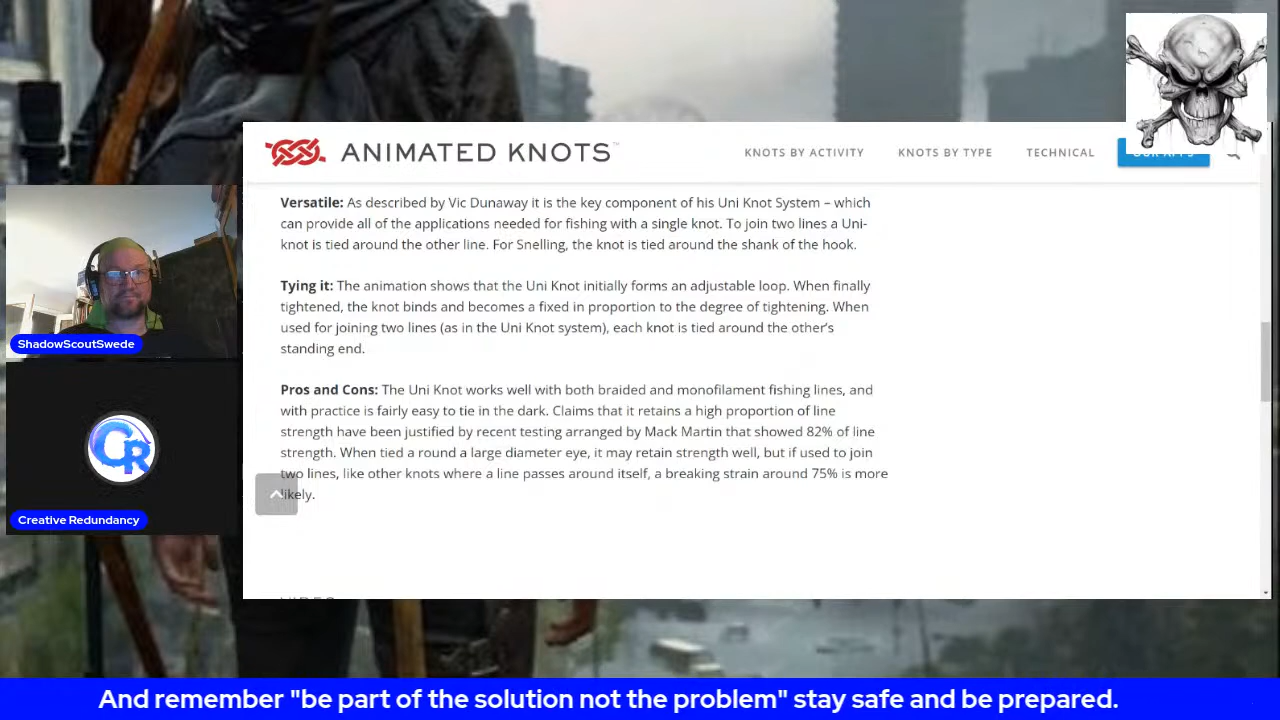 ANIMATED KNOTS™
KNOTS BY ACTIVITY
KNOTS BY TYPE
TECHNICAL
OUR APPS
Versatile: As described by Vic Dunaway it is the key component of his Uni Knot System – which
can provide all of the applications needed for fishing with a single knot. To join two lines a Uni-
knot is tied around the other line. For Snelling, the knot is tied around the shank of the hook.
Tying it: The animation shows that the Uni Knot initially forms an adjustable loop. When finally
tightened, the knot binds and becomes a fixed in proportion to the degree of tightening. When
used for joining two lines (as in the Uni Knot system), each knot is tied around the other’s
standing end.
Pros and Cons: The Uni Knot works well with both braided and monofilament fishing lines, and
with practice is fairly easy to tie in the dark. Claims that it retains a high proportion of line
strength have been justified by recent testing arranged by Mack Martin that showed 82% of line
strength. When tied a round a large diameter eye, it may retain strength well, but if used to join
two lines, like other knots where a line passes around itself, a breaking strain around 75% is more
likely.
ShadowScoutSwede
CR
Creative Redundancy
And remember "be part of the solution not the problem" stay safe and be prepared.